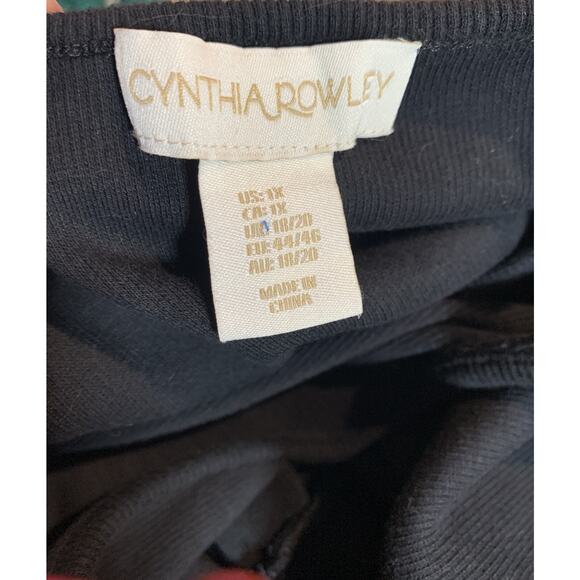 CYNTHIA ROWLEY
US: 1X
CA: 1X
UK: 18/20
EU: 44/46
AU: 18/20
MADE IN
CHINA